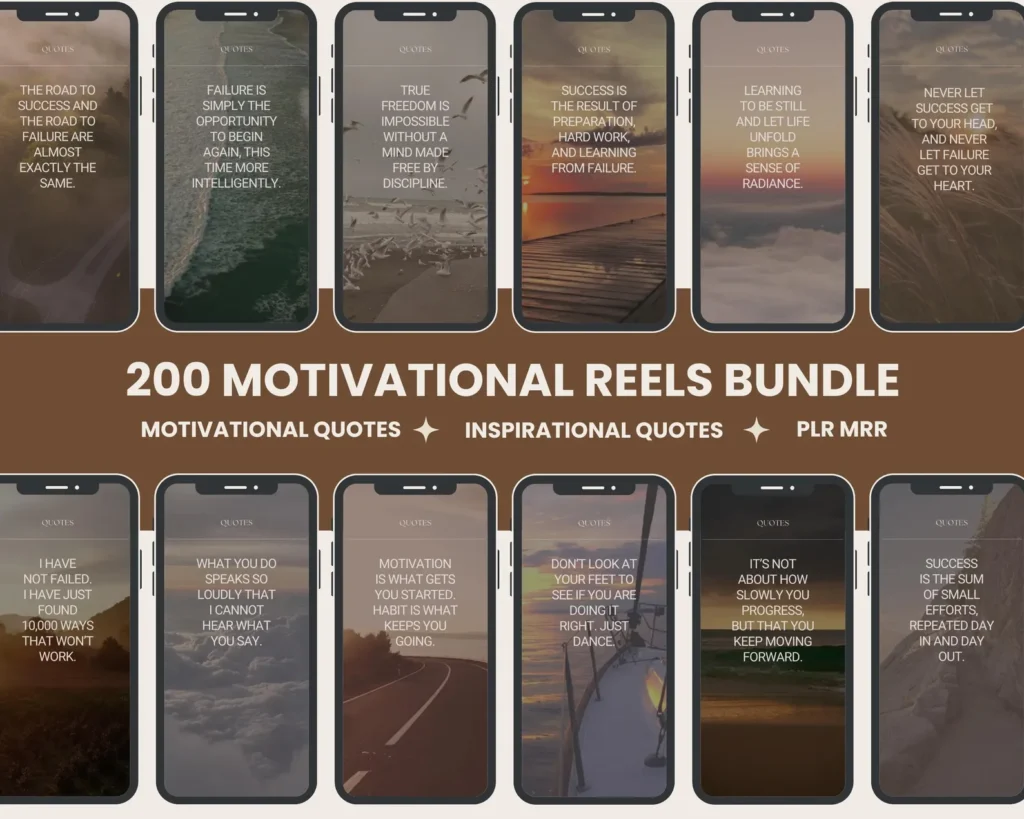 QUOTES
THE ROAD TO
SUCCESS AND
THE ROAD TO
FAILURE ARE
ALMOST
EXACTLY THE
SAME.
QUOTES
FAILURE IS
SIMPLY THE
OPPORTUNITY
TO BEGIN
AGAIN, THIS
TIME MORE
INTELLIGENTLY.
QUOTES
TRUE
FREEDOM IS
IMPOSSIBLE
WITHOUT A
MIND MADE
FREE BY
DISCIPLINE.
QUOTES
SUCCESS IS
THE RESULT OF
PREPARATION,
HARD WORK,
AND LEARNING
FROM FAILURE.
QUOTES
LEARNING
TO BE STILL
AND LET LIFE
UNFOLD
BRINGS A
SENSE OF
RADIANCE.
QUOTES
NEVER LET
SUCCESS GET
TO YOUR HEAD,
AND NEVER
LET FAILURE
GET TO YOUR
HEART.
200 MOTIVATIONAL REELS BUNDLE
MOTIVATIONAL QUOTES INSPIRATIONAL QUOTES PLR MRR
QUOTES
I HAVE
NOT FAILED.
I HAVE JUST
FOUND
10,000 WAYS
THAT WON'T
WORK.
QUOTES
WHAT YOU DO
SPEAKS SO
LOUDLY THAT
I CANNOT
HEAR WHAT
YOU SAY.
QUOTES
MOTIVATION
IS WHAT GETS
YOU STARTED.
HABIT IS WHAT
KEEPS YOU
GOING.
QUOTES
DON'T LOOK AT
YOUR FEET TO
SEE IF YOU ARE
DOING IT
RIGHT. JUST
DANCE.
QUOTES
IT'S NOT
ABOUT HOW
SLOWLY YOU
PROGRESS,
BUT THAT YOU
KEEP MOVING
FORWARD.
QUOTES
SUCCESS
IS THE SUM
OF SMALL
EFFORTS,
REPEATED DAY
IN AND DAY
OUT.